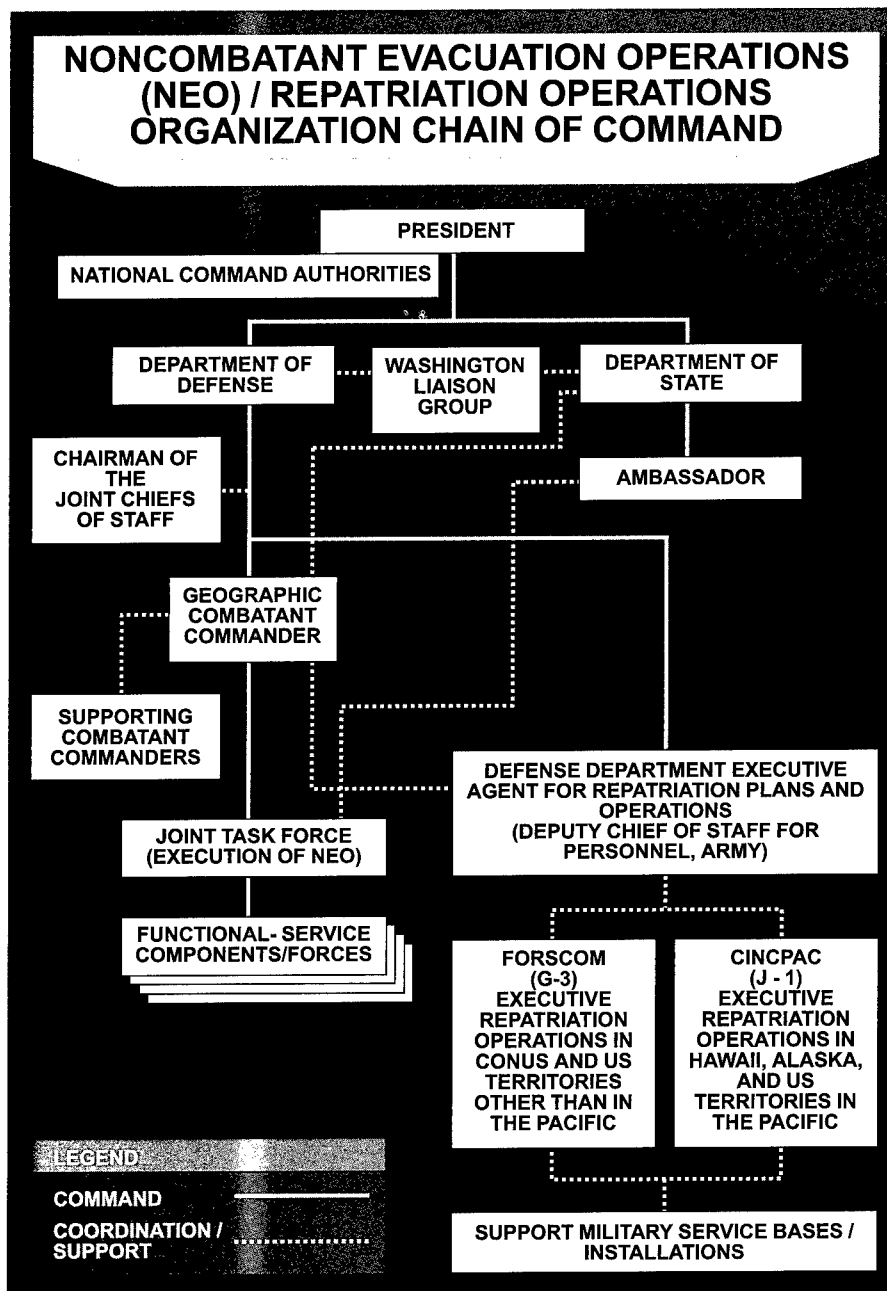 NONCOMBATANT EVACUATION OPERATIONS
(NEO) / REPATRIATION OPERATIONS
ORGANIZATION CHAIN OF COMMAND
PRESIDENT
NATIONAL COMMAND AUTHORITIES
DEPARTMENT OF
DEFENSE
WASHINGTON
LIAISON
GROUP
DEPARTMENT OF
STATE
CHAIRMAN OF
THE
JOINT CHIEFS
OF STAFF
AMBASSADOR
GEOGRAPHIC
COMBATANT
COMMANDER
SUPPORTING
COMBATANT
COMMANDERS
DEFENSE DEPARTMENT EXECUTIVE
AGENT FOR REPATRIATION PLANS AND
OPERATIONS
(DEPUTY CHIEF OF STAFF FOR
PERSONNEL, ARMY)
JOINT TASK FORCE
(EXECUTION OF NEO)
FUNCTIONAL- SERVICE
COMPONENTS/FORCES
FORSCOM
(G-3)
EXECUTIVE
REPATRIATION
OPERATIONS IN
CONUS AND US
TERRITORIES
OTHER THAN IN
THE PACIFIC
CINCPAC
(J - 1)
EXECUTIVE
REPATRIATION
OPERATIONS IN
HAWAII, ALASKA,
AND US
TERRITORIES IN
THE PACIFIC
LEGEND
COMMAND
COORDINATION /
SUPPORT
SUPPORT MILITARY SERVICE BASES /
INSTALLATIONS